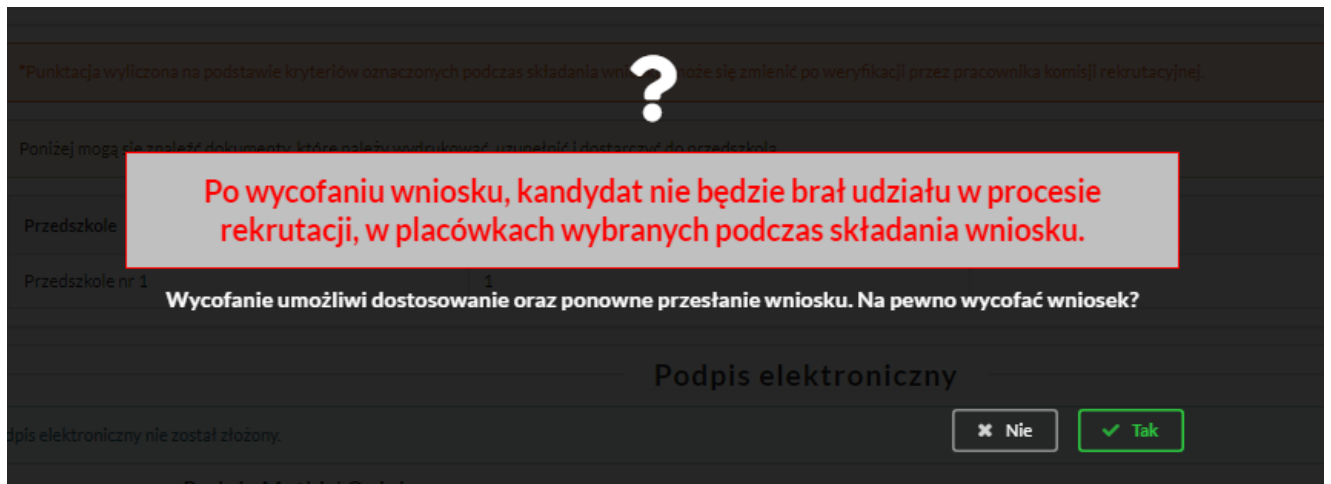 *Punktacja wyliczona na podstawie kryteriów oznaczonych podczas składania może się zmienić po weryfikacji przez pracownika komisji rekrutacyjnej.
?
Poniżej mogą się znaleźć dokumenty, które należy wydrukować, uzupełnić i dostarczyć do przedszkola
Po wycofaniu wniosku, kandydat nie będzie brał udziału w procesie
rekrutacji, w placówkach wybranych podczas składania wniosku.
Przedszkole
Przedszkole nr 1 1
Wycofanie umożliwi dostosowanie oraz ponowne przesłanie wniosku. Na pewno wycofać wniosek?
Podpis elektroniczny
elektroniczny nie został złożony.
✖ Nie ✔ Tak